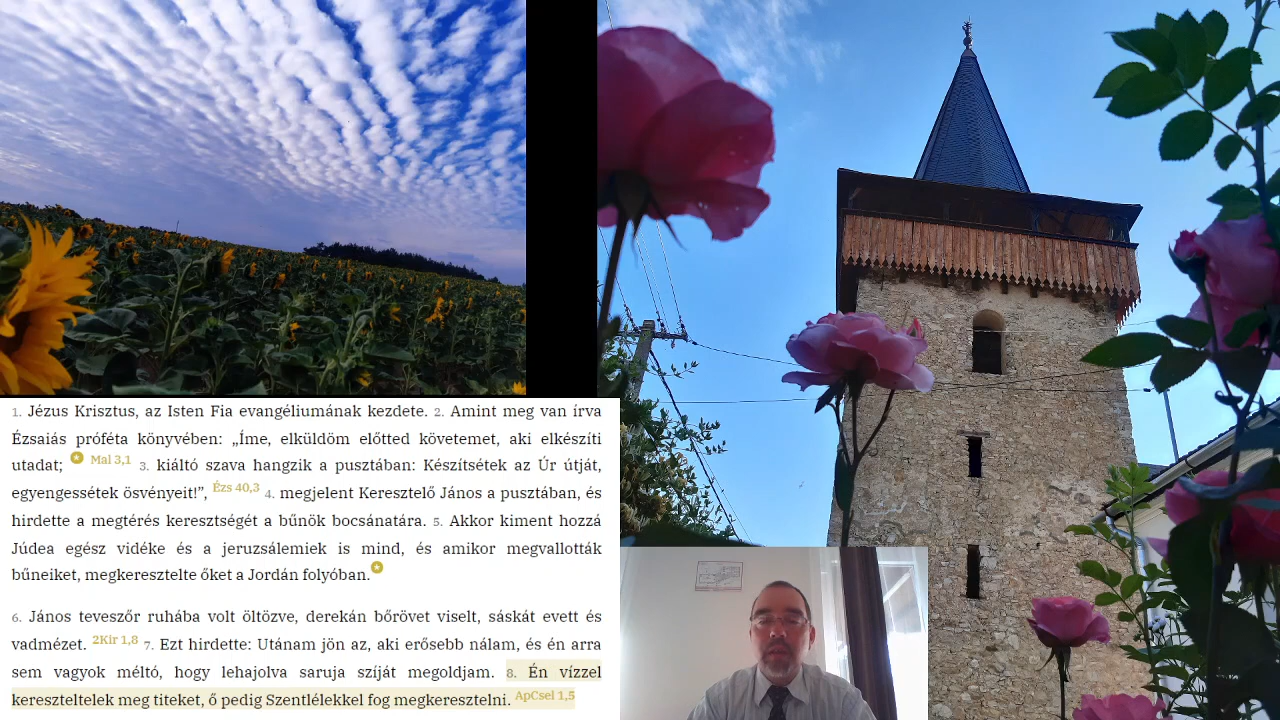 1. Jézus Krisztus, az Isten Fia evangéliumának kezdete. 2. Amint meg van írva
Ézsaiás próféta könyvében: „Íme, elküldöm előtted követemet, aki elkészíti
utadat; Mal 3,1 3. kiáltó szava hangzik a pusztában: Készítsétek az Úr útját,
egyengessétek ösvényeit!”, Ézs 40,3 4. megjelent Keresztelő János a pusztában, és
hirdette a megtérés keresztségét a bűnök bocsánatára. 5. Akkor kiment hozzá
Júdea egész vidéke és a jeruzsálemiek is mind, és amikor megvallották
bűneiket, megkeresztelte őket a Jordán folyóban.
6. János teveszőr ruhába volt öltözve, derekán bőrövet viselt, sáskát evett és
vadmézet. 2Kir 1,8 7. Ezt hirdette: Utánam jön az, aki erősebb nálam, és én arra
sem vagyok méltó, hogy lehajolva saruja szíját megoldjam. 8. Én vízzel
kereszteltelek meg titeket, ő pedig Szentlélekkel fog megkeresztelni. ApCsel 1,5